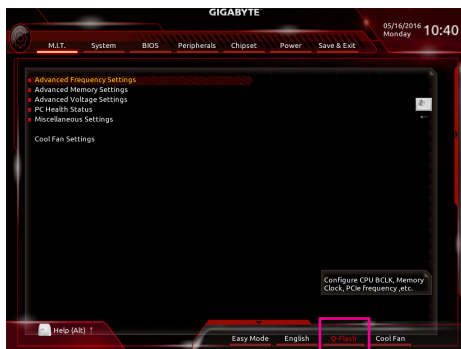 GIGABYTE
05/16/2016 10:40
Monday
M.I.T. System BIOS Peripherals Chipset Power Save & Exit
Advanced Frequency Settings
Advanced Memory Settings
Advanced Voltage Settings
PC Health Status
Miscellaneous Settings
Cool Fan Settings
Configure CPU BCLK, Memory
Clock, PCIe frequency ,etc.
Help (Alt) ↑
Easy Mode English Q-Flash Cool Fan